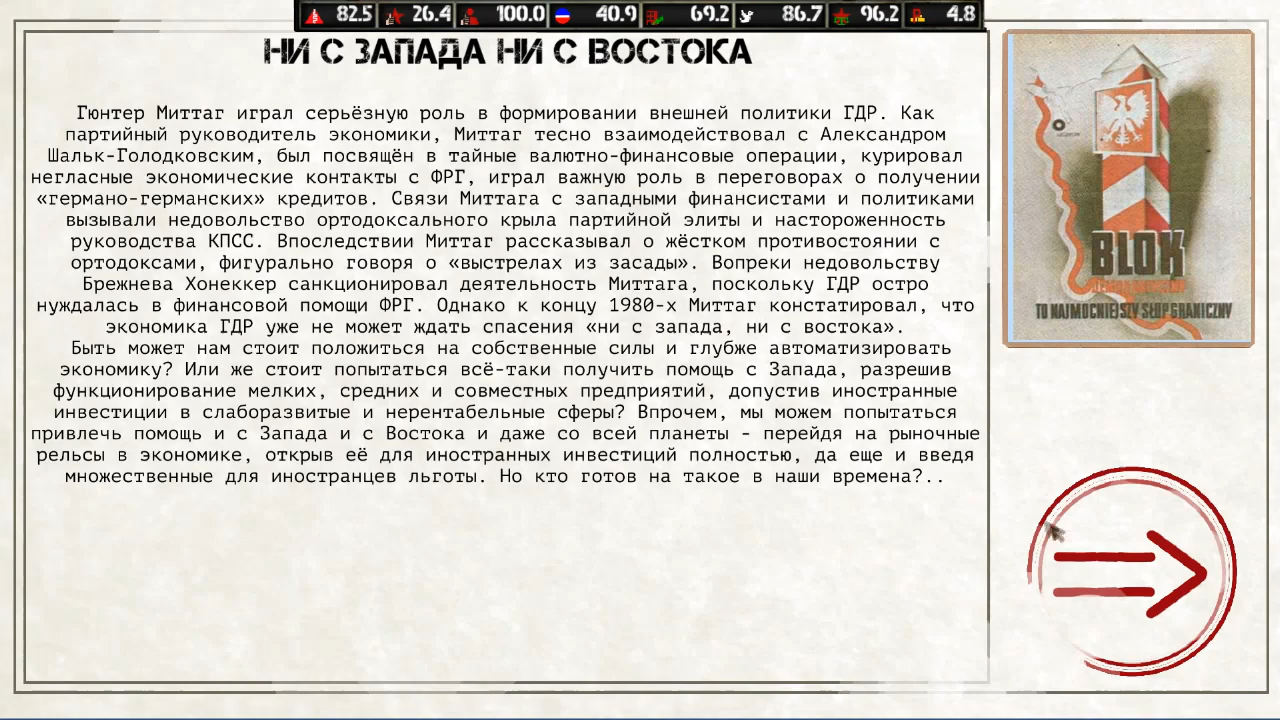 82.5 26.4 100.0 40.9 69.2 86.7 96.2 4.8
НИ С ЗАПАДА НИ С ВОСТОКА
Гюнтер Миттаг играл серьёзную роль в формировании внешней политики ГДР. Как
партийный руководитель экономики, Миттаг тесно взаимодействовал с Александром
Шальк-Голодковским, был посвящён в тайные валютно-финансовые операции, курировал
негласные экономические контакты с ФРГ, играл важную роль в переговорах о получении
«германо-германских» кредитов. Связи Миттага с западными финансистами и политиками
вызывали недовольство ортодоксального крыла партийной элиты и настороженность
руководства КПСС. Впоследствии Миттаг рассказывал о жёстком противостоянии с
ортодоксами, фигурально говоря о «выстрелах из засады». Вопреки недовольству
Брежнева Хонеккер санкционировал деятельность Миттага, поскольку ГДР остро
нуждалась в финансовой помощи ФРГ. Однако к концу 1980-х Миттаг констатировал, что
экономика ГДР уже не может ждать спасения «ни с запада, ни с востока».
Быть может нам стоит положиться на собственные силы и глубже автоматизировать
экономику? Или же стоит попытаться всё-таки получить помощь с Запада, разрешив
функционирование мелких, средних и совместных предприятий, допустив иностранные
инвестиции в слаборазвитые и нерентабельные сферы? Впрочем, мы можем попытаться
привлечь помощь и с Запада и с Востока и даже со всей планеты - перейдя на рыночные
рельсы в экономике, открыв её для иностранных инвестиций полностью, да еще и введя
множественные для иностранцев льготы. Но кто готов на такое в наши времена?..
BLOK
TO NAJMOCNIEJSZY SŁUP GRANICZNY